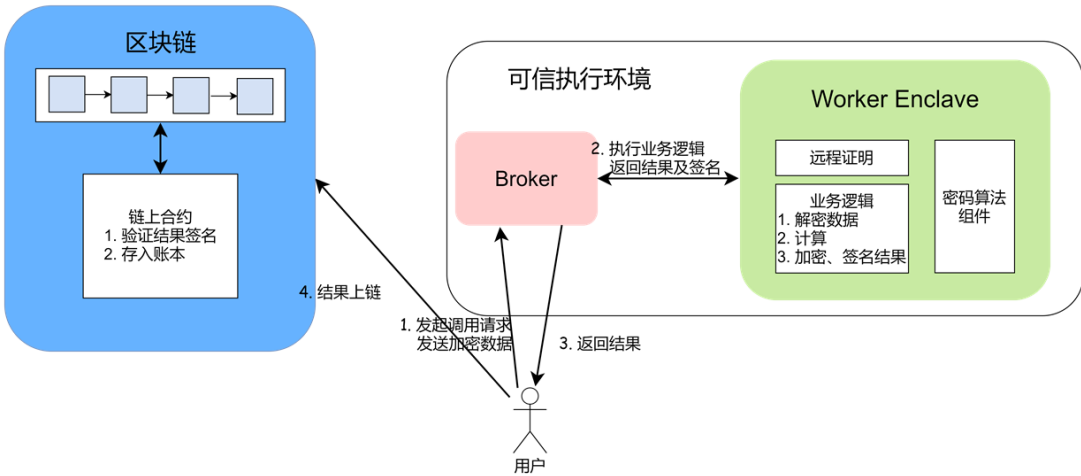 区块链
链上合约
1. 验证结果签名
2. 存入账本
可信执行环境
Broker
2. 执行业务逻辑
返回结果及签名
Worker Enclave
远程证明
业务逻辑
1. 解密数据
2. 计算
3. 加密、签名结果
密码算法
组件
4. 结果上链
1. 发起调用请求
发送加密数据
3. 返回结果
用户